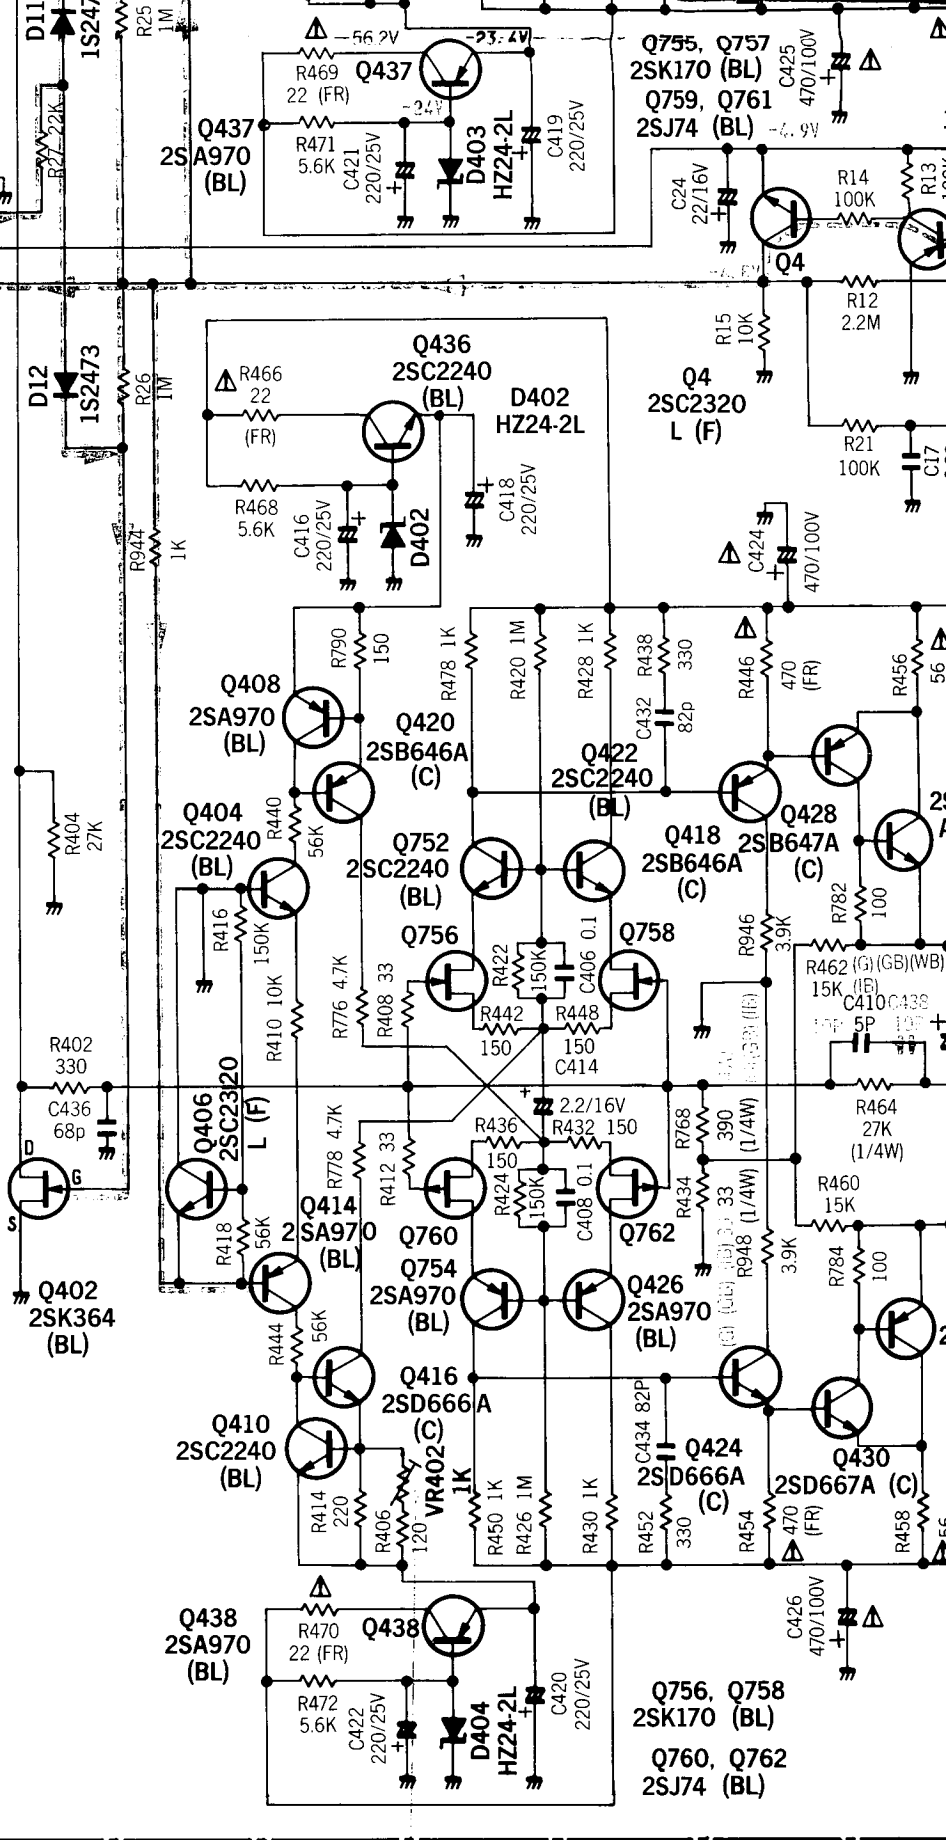 D11
1S247
R25
1M
-56.2V
-23.4V
R469
22 (FR)
Q437
-24V
Q437
2SA970
(BL)
R471
5.6K
C421
220/25V
D403
HZ24-2L
C419
220/25V
Q755, Q757
2SK170 (BL)
Q759, Q761
2SJ74 (BL)
C425
470/100V
+
-4.9V
R27 22K
C24
22/16V
R14
100K
R13
Q4
R12
2.2M
R15
10K
Q4
2SC2320
L (F)
R21
100K
C17
D12
1S2473
R26
1M
Q436
2SC2240
(BL)
R466
22
(FR)
D402
HZ24-2L
R468
5.6K
C416
220/25V
D402
C418
220/25V
R944
1K
C424
470/100V
R790
150
R478 1K
R420 1M
R428 1K
R438
330
R446
470
(FR)
R456
56
Q408
2SA970
(BL)
Q420
2SB646A
(C)
C432
82p
Q422
2SC2240
(BL)
Q404
2SC2240
(BL)
R440
56K
R404
27K
Q752
2SC2240
(BL)
Q418
2SB646A
(C)
Q428
2SB647A
(C)
R782
100
R416
150K
Q756
R422
150K
C406 0.1
Q758
R946
3.9K
R462
15K
(G)(GB)(WB)
(IB)
R410 10K
R776 4.7K
R408 33
R442
150
R448
150
C414
C410
5P
C438
R402
330
C436
68p
Q406
2SC2320
L (F)
R778 4.7K
R412 33
2.2/16V
R436
150
R432 150
R768
390
(1/4W)
R464
27K
(1/4W)
D
G
S
R424
150K
C408 0.1
R434
33
(1/4W)
R460
15K
R418
56K
Q414
2SA970
(BL)
Q760
Q762
R948
3.9K
R784
100
Q402
2SK364
(BL)
Q754
2SA970
(BL)
Q426
2SA970
(BL)
R444
56K
Q416
2SD666A
(C)
Q410
2SC2240
(BL)
VR402
1K
C434 82P
Q424
2SD666A
(C)
Q430
2SD667A (C)
R414
220
R406
120
R450 1K
R426 1M
R430 1K
R452
330
R454
470
(FR)
R458
56
Q438
2SA970
(BL)
R470
22 (FR)
Q438
C426
470/100V
R472
5.6K
C422
220/25V
D404
HZ24-2L
C420
220/25V
Q756, Q758
2SK170 (BL)
Q760, Q762
2SJ74 (BL)